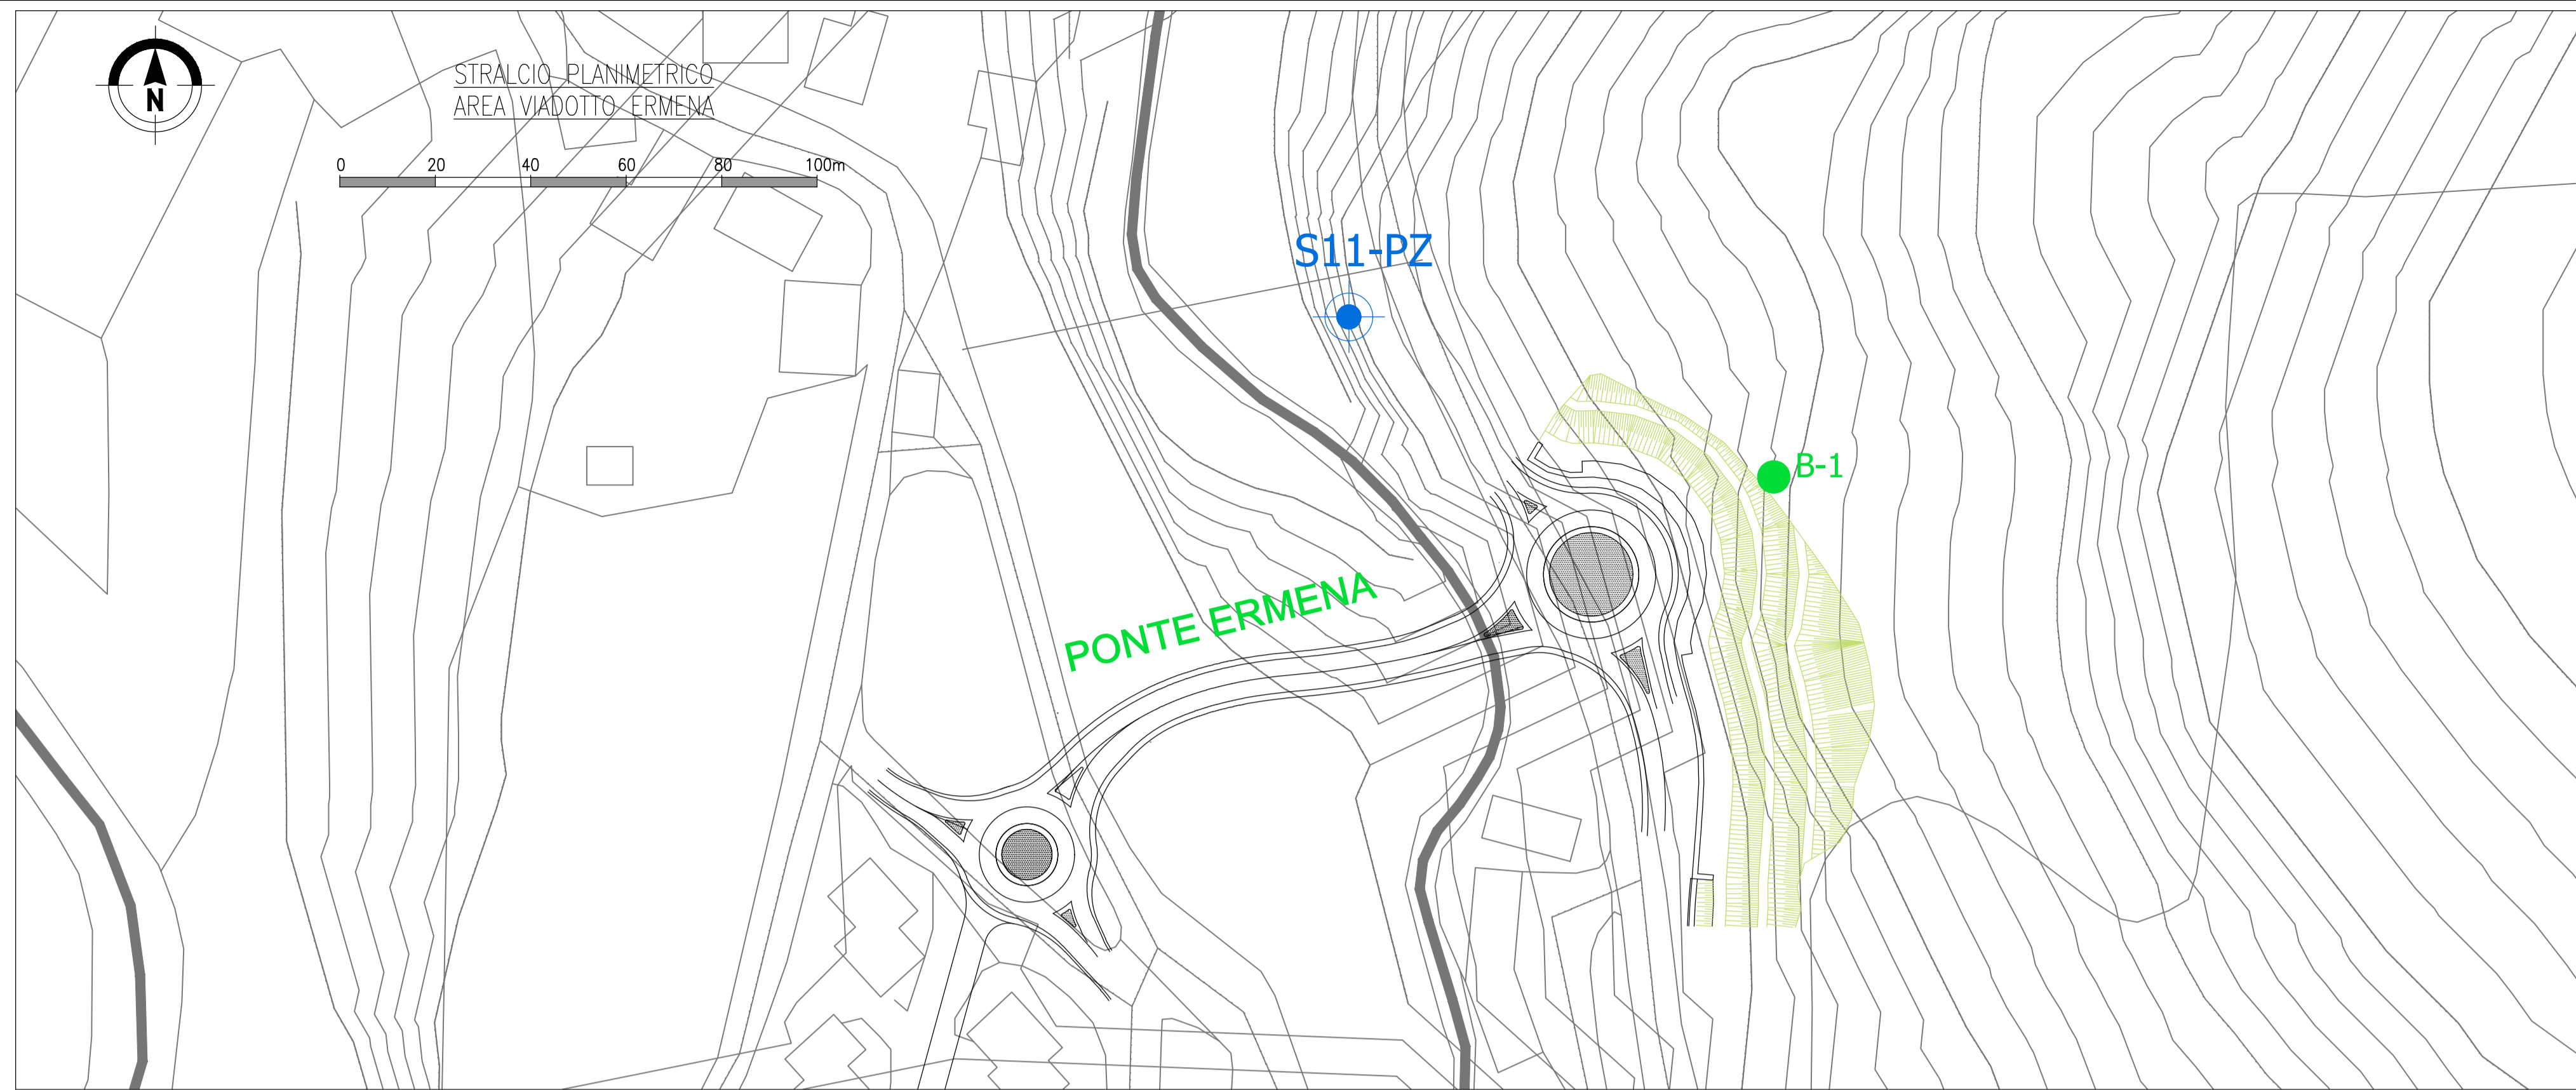 STRALCIO PLANIMETRICO
AREA VIADOTTO ERMENA
N
0 20 40 60 80 100m
S11-PZ
B-1
PONTE ERMENA